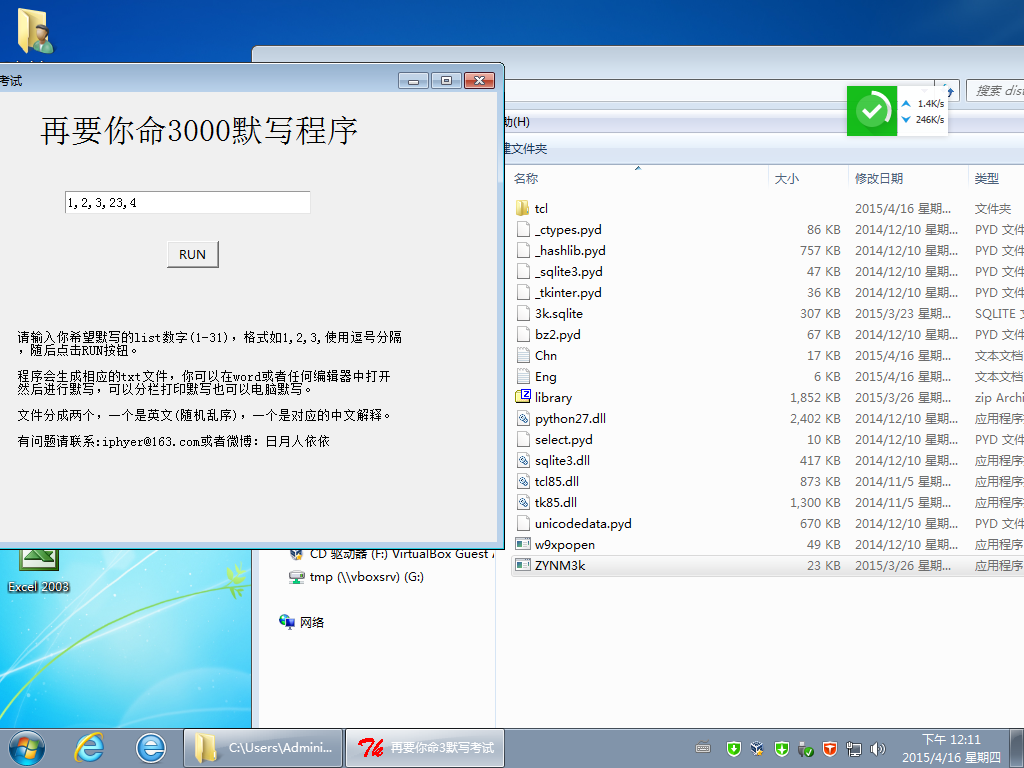 考试
再要你命3000默写程序
1,2,3,23,4
RUN
请输入你希望默写的list数字(1-31)，格式如1,2,3,使用逗号分隔
，随后点击RUN按钮。
程序会生成相应的txt文件，你可以在word或者任何编辑器中打开
然后进行默写，可以分栏打印默写也可以电脑默写。
文件分成两个，一个是英文(随机乱序)，一个是对应的中文解释。
有问题请联系:iphyer@163.com或者微博: 日月人依依
搜索 dist
1.4K/s
246K/s
助(H)
建文件夹
名称 大小 修改日期 类型
tcl 2015/4/16 星期... 文件夹
_ctypes.pyd 86 KB 2014/12/10 星期... PYD 文件
_hashlib.pyd 757 KB 2014/12/10 星期... PYD 文件
_sqlite3.pyd 47 KB 2014/12/10 星期... PYD 文件
_tkinter.pyd 36 KB 2014/12/10 星期... PYD 文件
3k.sqlite 307 KB 2015/3/23 星期... SQLITE 文
bz2.pyd 67 KB 2014/12/10 星期... PYD 文件
Chn 17 KB 2015/4/16 星期... 文本文档
Eng 6 KB 2015/4/16 星期... 文本文档
library 1,852 KB 2015/3/26 星期... zip Archi
python27.dll 2,402 KB 2014/12/10 星期... 应用程序
select.pyd 10 KB 2014/12/10 星期... PYD 文件
sqlite3.dll 417 KB 2014/12/10 星期... 应用程序
tcl85.dll 873 KB 2014/11/5 星期... 应用程序
tk85.dll 1,300 KB 2014/11/5 星期... 应用程序
unicodedata.pyd 670 KB 2014/12/10 星期... PYD 文件
w9xpopen 49 KB 2014/12/10 星期... 应用程序
ZYNM3k 23 KB 2015/3/26 星期... 应用程序
CD 驱动器 (F:) VirtualBox Guest
tmp (\\vboxsrv) (G:)
网络
Excel 2003
C:\Users\Admini...
再要你命3默写考试
下午 12:11
2015/4/16 星期四